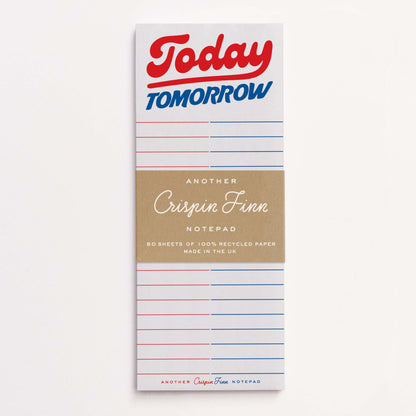 Today
TOMORROW
ANOTHER
Crispin Finn
NOTEPAD
50 SHEETS OF 100% RECYCLED PAPER
MADE IN THE UK
ANOTHER Crispin Finn NOTEPAD